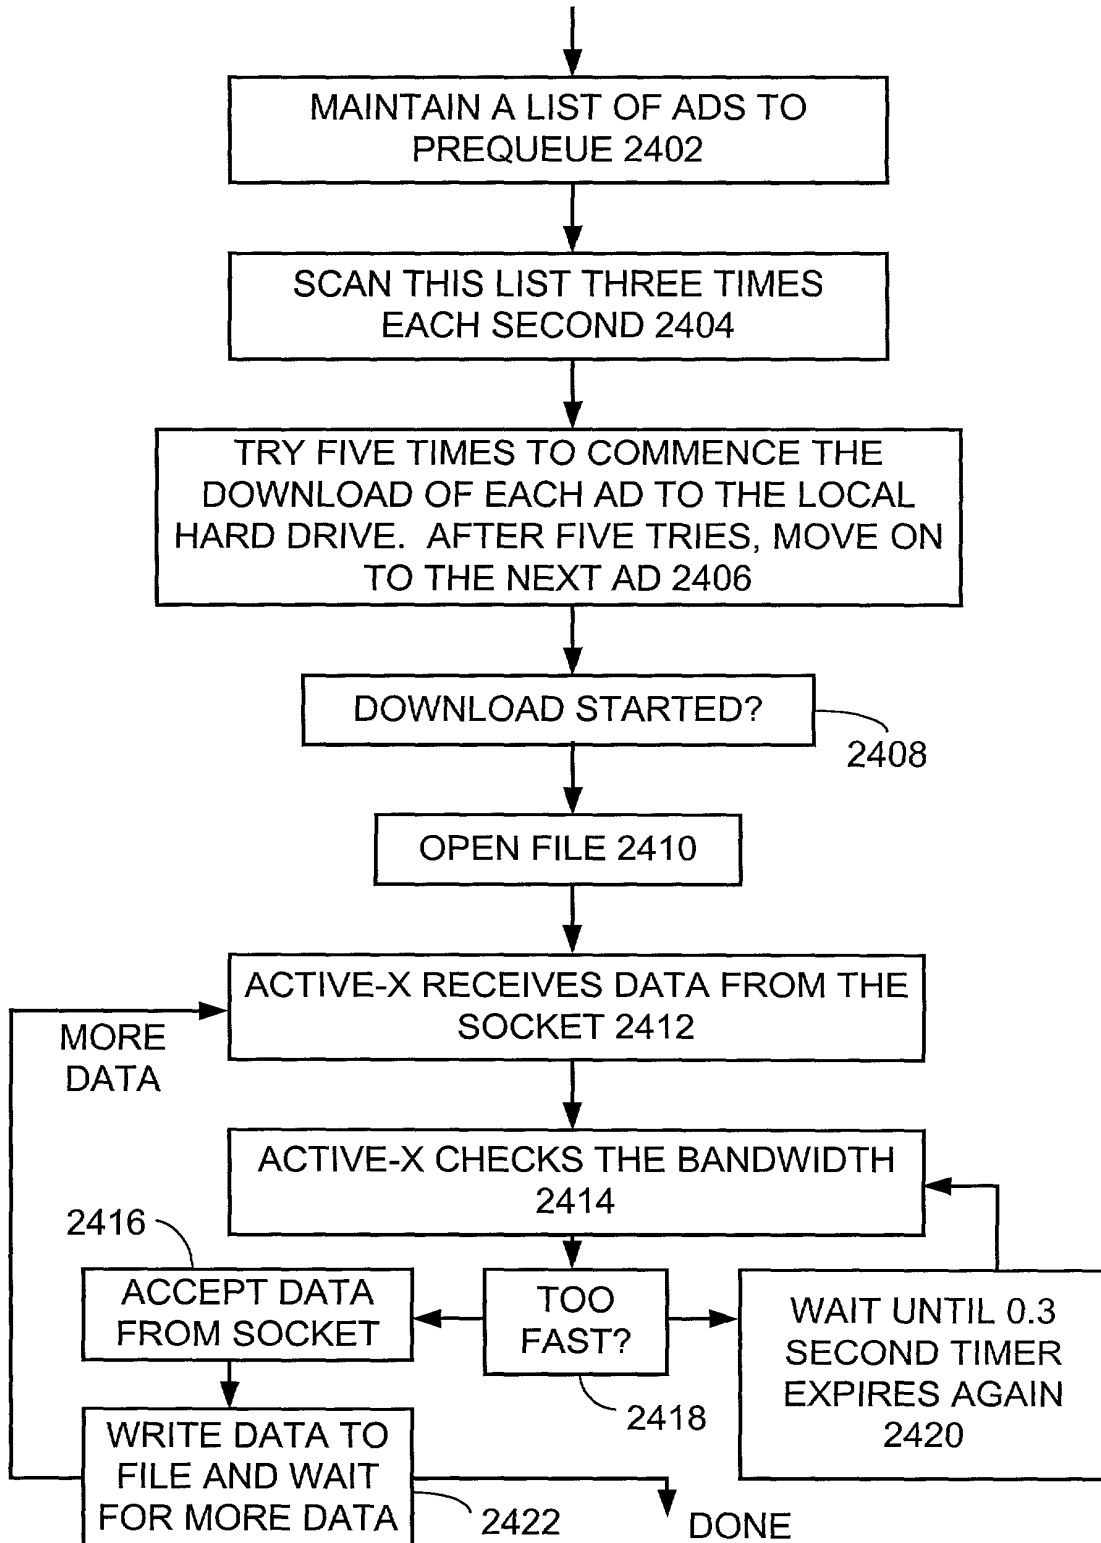 MAINTAIN A LIST OF ADS TO
PREQUEUE 2402
SCAN THIS LIST THREE TIMES
EACH SECOND 2404
TRY FIVE TIMES TO COMMENCE THE
DOWNLOAD OF EACH AD TO THE LOCAL
HARD DRIVE. AFTER FIVE TRIES, MOVE ON
TO THE NEXT AD 2406
DOWNLOAD STARTED?
2408
OPEN FILE 2410
ACTIVE-X RECEIVES DATA FROM THE
SOCKET 2412
MORE
DATA
ACTIVE-X CHECKS THE BANDWIDTH
2414
2416
ACCEPT DATA
FROM SOCKET
TOO
FAST?
2418
WAIT UNTIL 0.3
SECOND TIMER
EXPIRES AGAIN
2420
WRITE DATA TO
FILE AND WAIT
FOR MORE DATA
2422
DONE